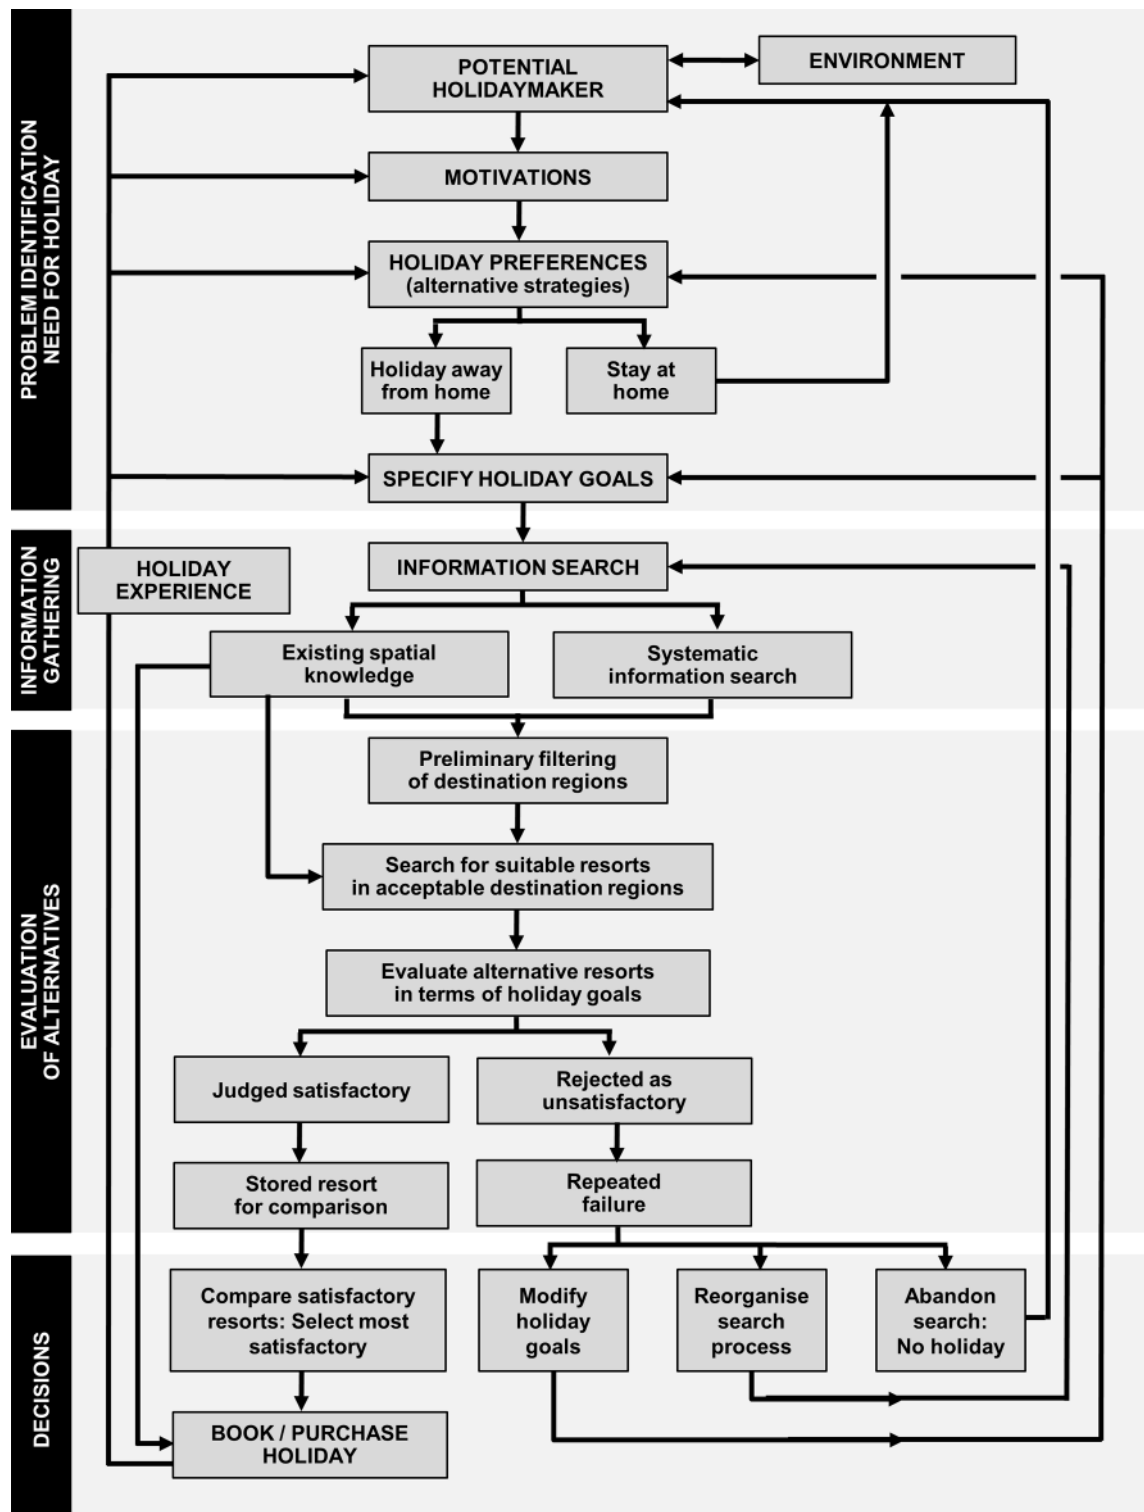 PROBLEM IDENTIFICATION
NEED FOR HOLIDAY
POTENTIAL
HOLIDAYMAKER
ENVIRONMENT
MOTIVATIONS
HOLIDAY PREFERENCES
(alternative strategies)
Holiday away
from home
Stay at
home
SPECIFY HOLIDAY GOALS
INFORMATION
GATHERING
HOLIDAY
EXPERIENCE
INFORMATION SEARCH
Existing spatial
knowledge
Systematic
information search
EVALUATION
OF ALTERNATIVES
Preliminary filtering
of destination regions
Search for suitable resorts
in acceptable destination regions
Evaluate alternative resorts
in terms of holiday goals
Judged satisfactory
Rejected as
unsatisfactory
Stored resort
for comparison
Repeated
failure
DECISIONS
Compare satisfactory
resorts: Select most
satisfactory
Modify
holiday
goals
Reorganise
search
process
Abandon
search:
No holiday
BOOK / PURCHASE
HOLIDAY